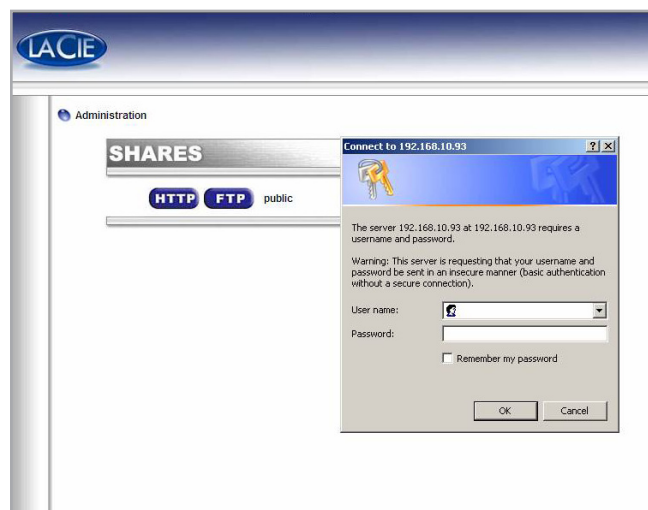 LACIE
Administration
SHARES
HTTP FTP public
Connect to 192.168.10.93
The server 192.168.10.93 at 192.168.10.93 requires a
username and password.
Warning: This server is requesting that your username and
password be sent in an insecure manner (basic authentication
without a secure connection).
User name:
Password:
Remember my password
OK Cancel